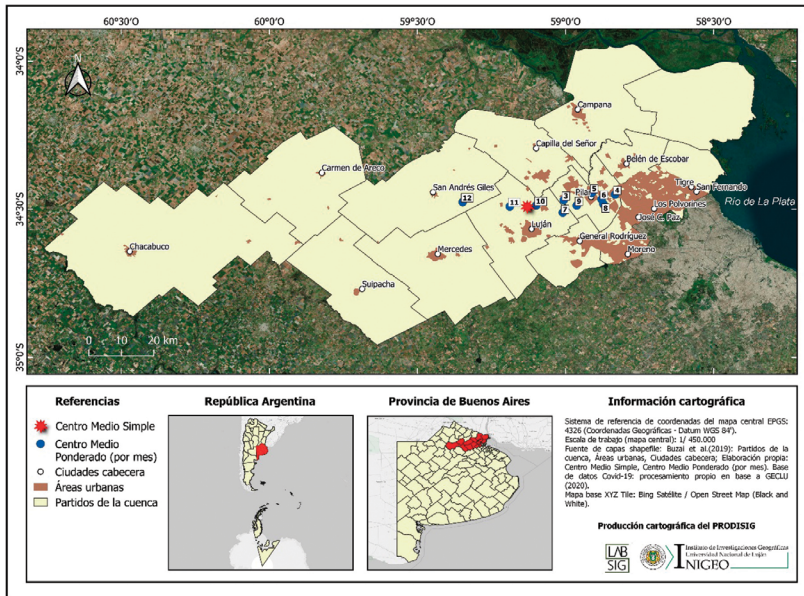 60°30'S
60°0'S
59°30'S
59°0'S
58°30'S
34°0'S
34°30'S
35°0'S
N
Campana
Capilla del Señor
Belén de Escobar
Carmen de Areco
San Andrés Giles
Pila
Tigre
San Fernando
Río de La Plata
12
11
10
3
9
7
5
6
8
4
Los Polvorines
José C. Paz
Luján
General Rodríguez
Moreno
Chacabuco
Mercedes
Suipacha
0 10 20 km
Referencias
Centro Medio Simple
Centro Medio
Ponderado (por mes)
Ciudades cabecera
Áreas urbanas
Partidos de la cuenca
República Argentina
Provincia de Buenos Aires
Información cartográfica
Sistema de referencia de coordenadas del mapa central EPGS:
4326 (Coordenadas Geográficas - Datum WGS 84').
Escala de trabajo (mapa central): 1/ 450.000
Fuente de capas shapefile: Buzai et al.(2019): Partidos de la
cuenca, Áreas urbanas, Ciudades cabecera; Elaboración propia:
Centro Medio Simple, Centro Medio Ponderado (por mes). Base
de datos Covid-19: procesamiento propio en base a GECLU
(2020).
Mapa base XYZ Tile: Bing Satélite / Open Street Map (Black and
White).
Producción cartográfica del PRODISIG
LAB
SIG
Instituto de Investigaciones Geográficas
Universidad Nacional de Luján
INIGEO